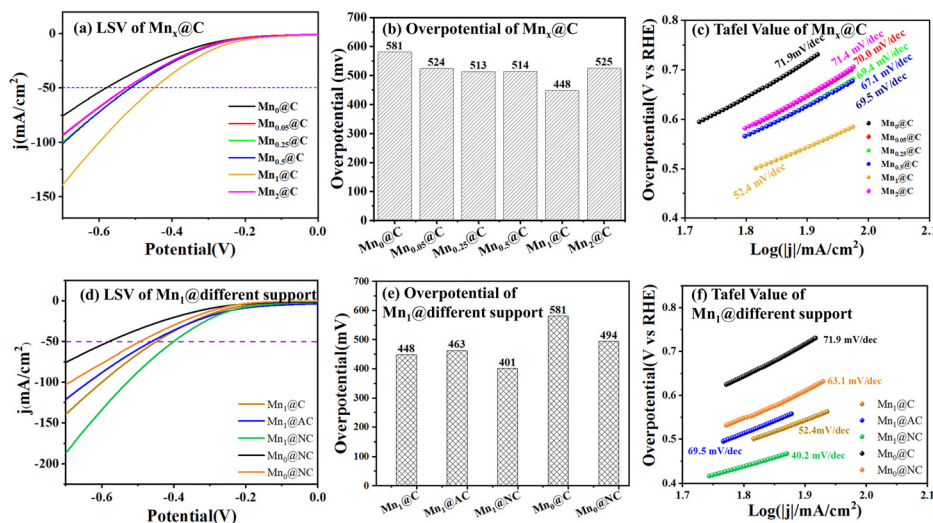 (a) LSV of Mnx@C
j(mA/cm²)
0
-50
-100
-150
Mn0@C
Mn0.05@C
Mn0.25@C
Mn0.5@C
Mn1@C
Mn2@C
-0.6
-0.4
-0.2
0.0
Potential(V)
(b) Overpotential of Mnx@C
Overpotential (mv)
700
600
500
400
300
200
100
0
581
524
513
514
448
525
Mn0@C
Mn0.05@C
Mn0.25@C
Mn0.5@C
Mn1@C
Mn2@C
(c) Tafel Value of Mnx@C
Overpotential(V vs RHE)
0.8
0.7
0.6
0.5
0.4
71.9mV/dec
71.4 mV/dec
70.0 mV/dec
69.4 mV/dec
67.1 mV/dec
69.5 mV/dec
52.4 mV/dec
Mn0@C
Mn0.05@C
Mn0.25@C
Mn0.5@C
Mn1@C
Mn2@C
1.7
1.8
1.9
2.0
2.1
Log(|j|/mA/cm²)
(d) LSV of Mn1@different support
j(mA/cm²)
0
-50
-100
-150
-200
Mn1@C
Mn1@AC
Mn1@NC
Mn0@NC
Mn0@NC
-0.6
-0.4
-0.2
0.0
Potential(V)
(e) Overpotential of
Mn1@different support
Overpotential(mV)
700
600
500
400
300
200
100
0
448
463
401
581
494
Mn1@C
Mn1@AC
Mn1@NC
Mn0@C
Mn0@NC
(f) Tafel Value of
Mn1@different support
Overpotential(V vs RHE)
0.8
0.7
0.6
0.5
0.4
71.9 mV/dec
63.1 mV/dec
52.4mV/dec
69.5 mV/dec
40.2 mV/dec
Mn1@C
Mn1@AC
Mn1@NC
Mn0@C
Mn0@NC
1.7
1.8
1.9
2.0
2.1
Log(|j|/mA/cm²)